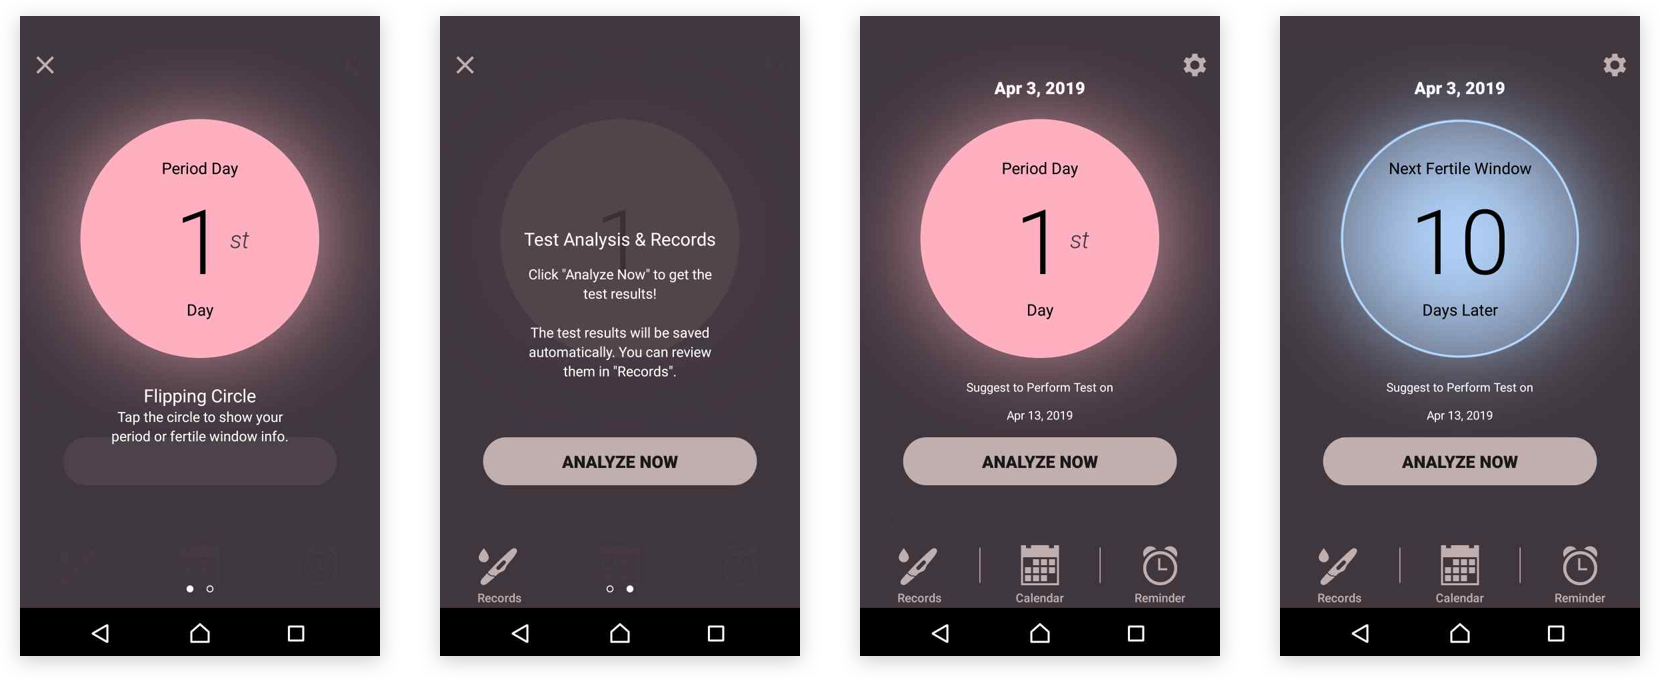 Period Day
1 st
Day
Flipping Circle
Tap the circle to show your
period or fertile window info.
1
Test Analysis & Records
Click "Analyze Now" to get the
test results!
The test results will be saved
automatically. You can review
them in "Records".
ANALYZE NOW
Records
Apr 3, 2019
Period Day
1 st
Day
Suggest to Perform Test on
Apr 13, 2019
ANALYZE NOW
Records
Calendar
Reminder
Apr 3, 2019
Next Fertile Window
10
Days Later
Suggest to Perform Test on
Apr 13, 2019
ANALYZE NOW
Records
Calendar
Reminder